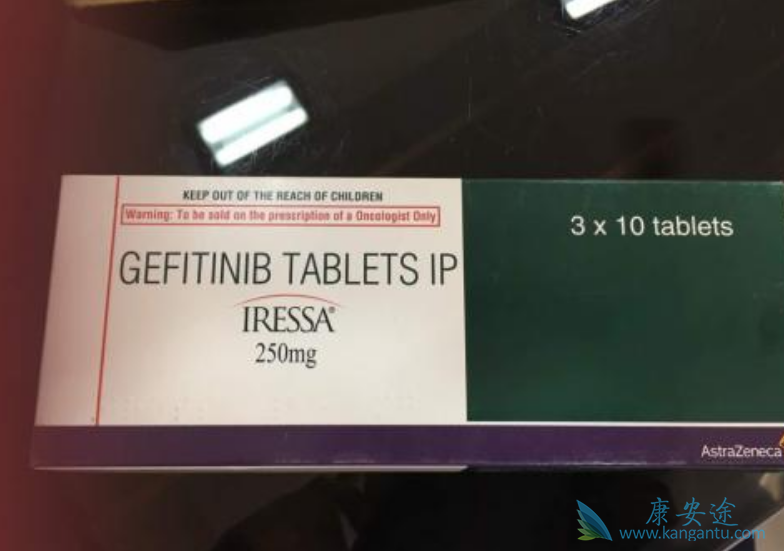 KEEP OUT OF THE REACH OF CHILDREN
Warning: To be sold on the prescription of a Oncologist Only
GEFITINIB TABLETS IP
IRESSA®
250mg
3 x 10 tablets
AstraZeneca
康安途
www.kangantu.com